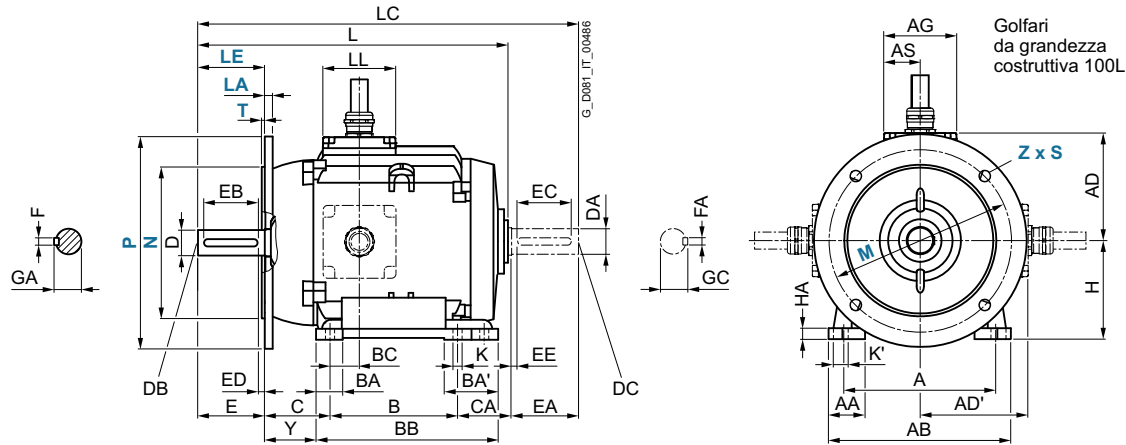 LC
L
LE
LL
LA
T
G_D081_IT_00486
AG
AS
Golfari
da grandezza
costruttiva 100L
Z x S
EB
EC
DA
FA
F
P
N
D
GA
GC
M
AD
H
HA
BC
K
EE
K'
DB
ED
BA
BA'
DC
A
E
C
B
CA
EA
AA
AD'
Y
BB
AB